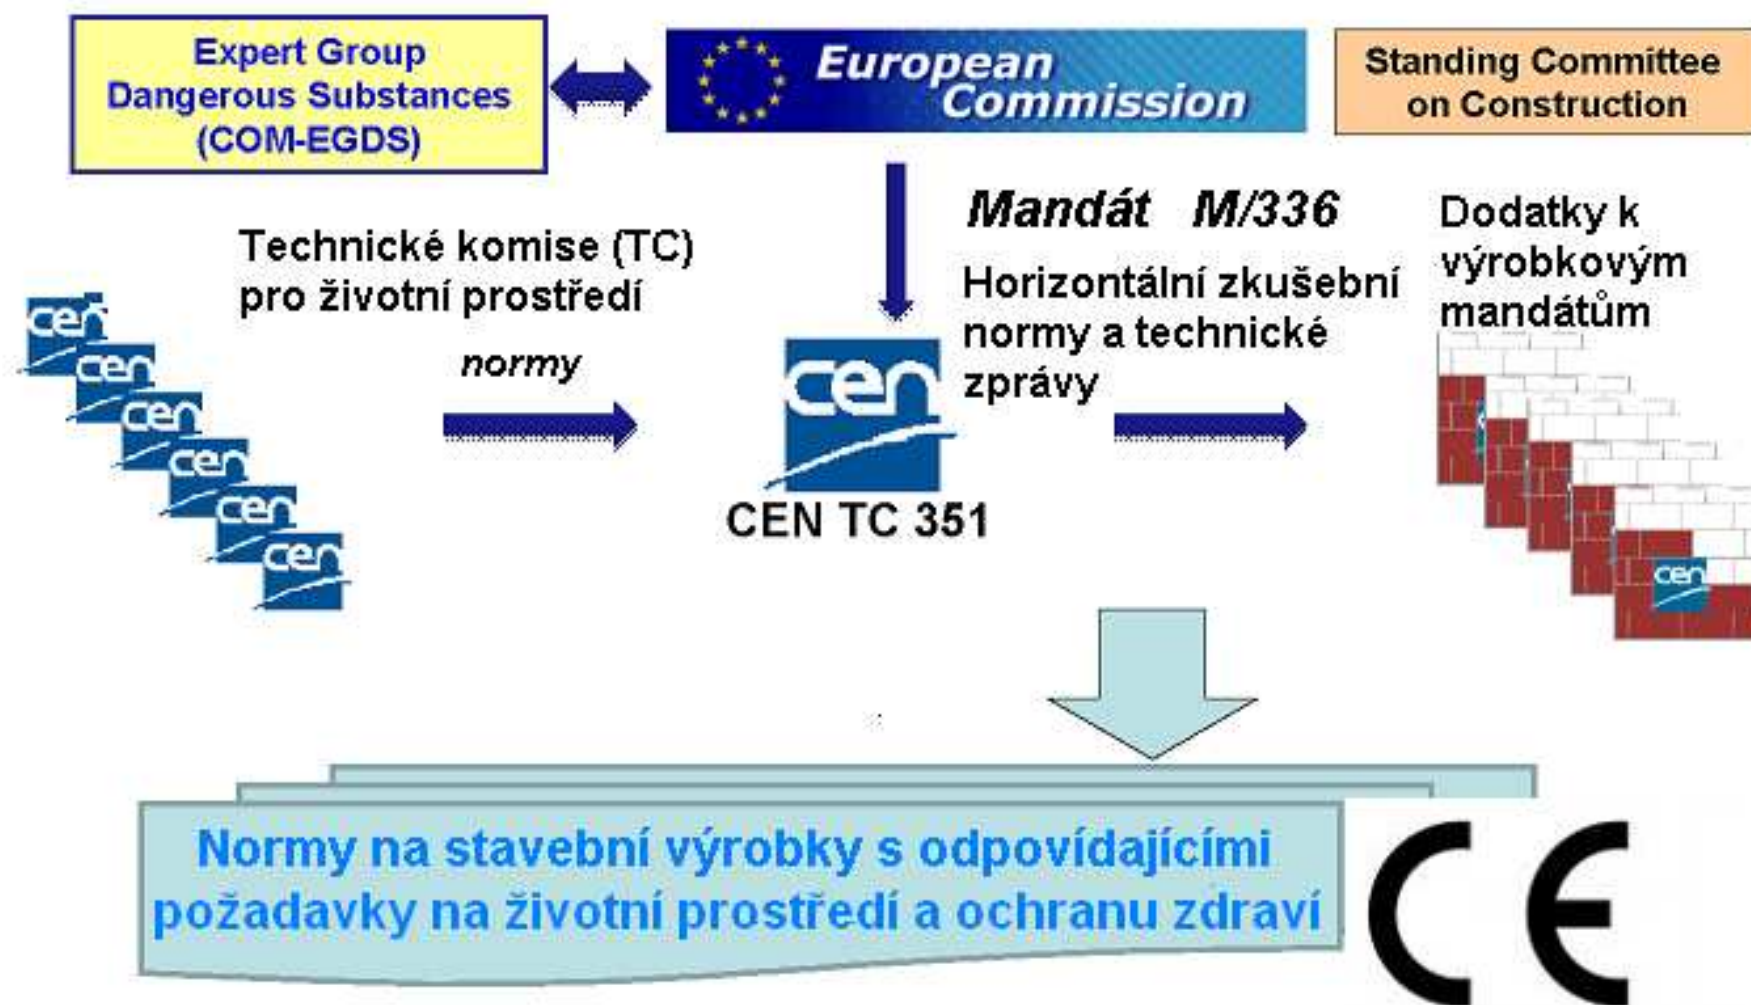 Expert Group
Dangerous Substances
(COM-EGDS)
European
Commission
Standing Committee
on Construction
Mandát M/336
Technické komise (TC)
pro životní prostředí
normy
Horizontální zkušební
normy a technické
zprávy
Dodatky k
výrobkovým
mandátům
cen
cen
cen
cen
cen
cen
cen
CEN TC 351
cen
Normy na stavební výrobky s odpovídajícími
požadavky na životní prostředí a ochranu zdraví
CE